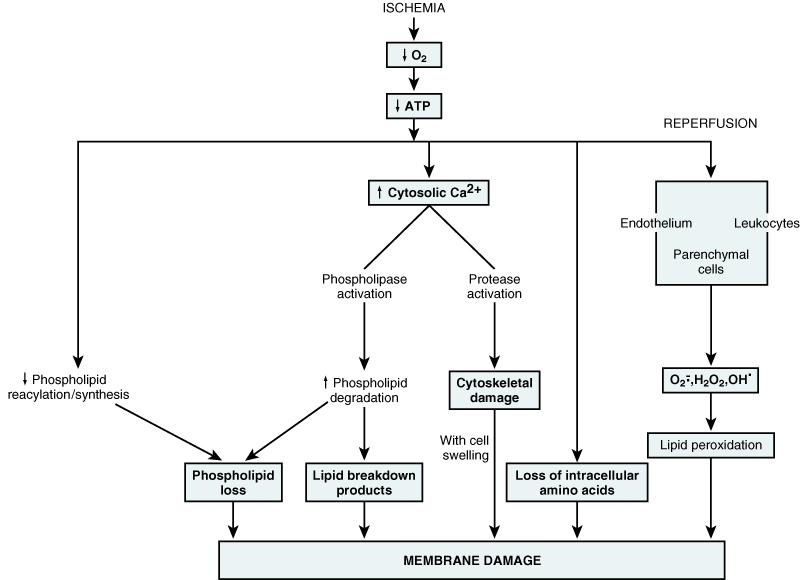 ISCHEMIA
↓ O₂
↓ ATP
REPERFUSION
↑ Cytosolic Ca²⁺
Endothelium
Leukocytes
Parenchymal
cells
Phospholipase
activation
Protease
activation
↓ Phospholipid
reacylation/synthesis
↑ Phospholipid
degradation
Cytoskeletal
damage
O₂⨪,H₂O₂,OH•
With cell
swelling
Lipid peroxidation
Phospholipid
loss
Lipid breakdown
products
Loss of intracellular
amino acids
MEMBRANE DAMAGE